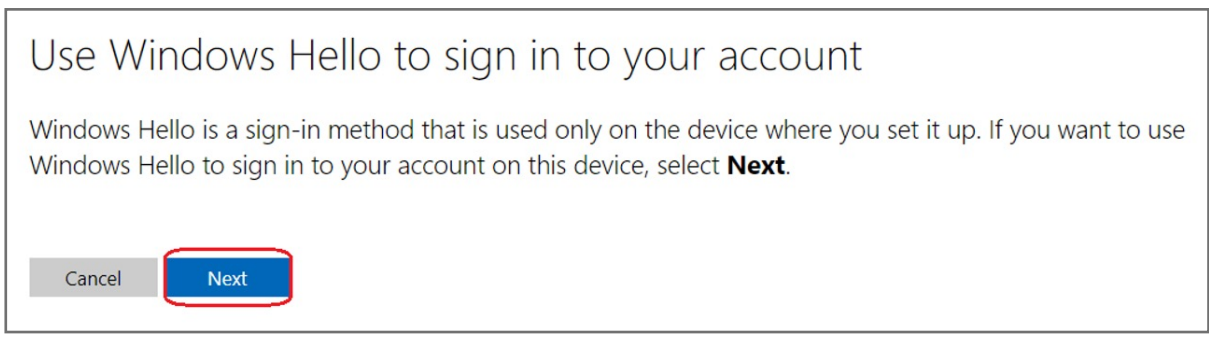 Use Windows Hello to sign in to your account
Windows Hello is a sign-in method that is used only on the device where you set it up. If you want to use
Windows Hello to sign in to your account on this device, select Next.
Cancel Next